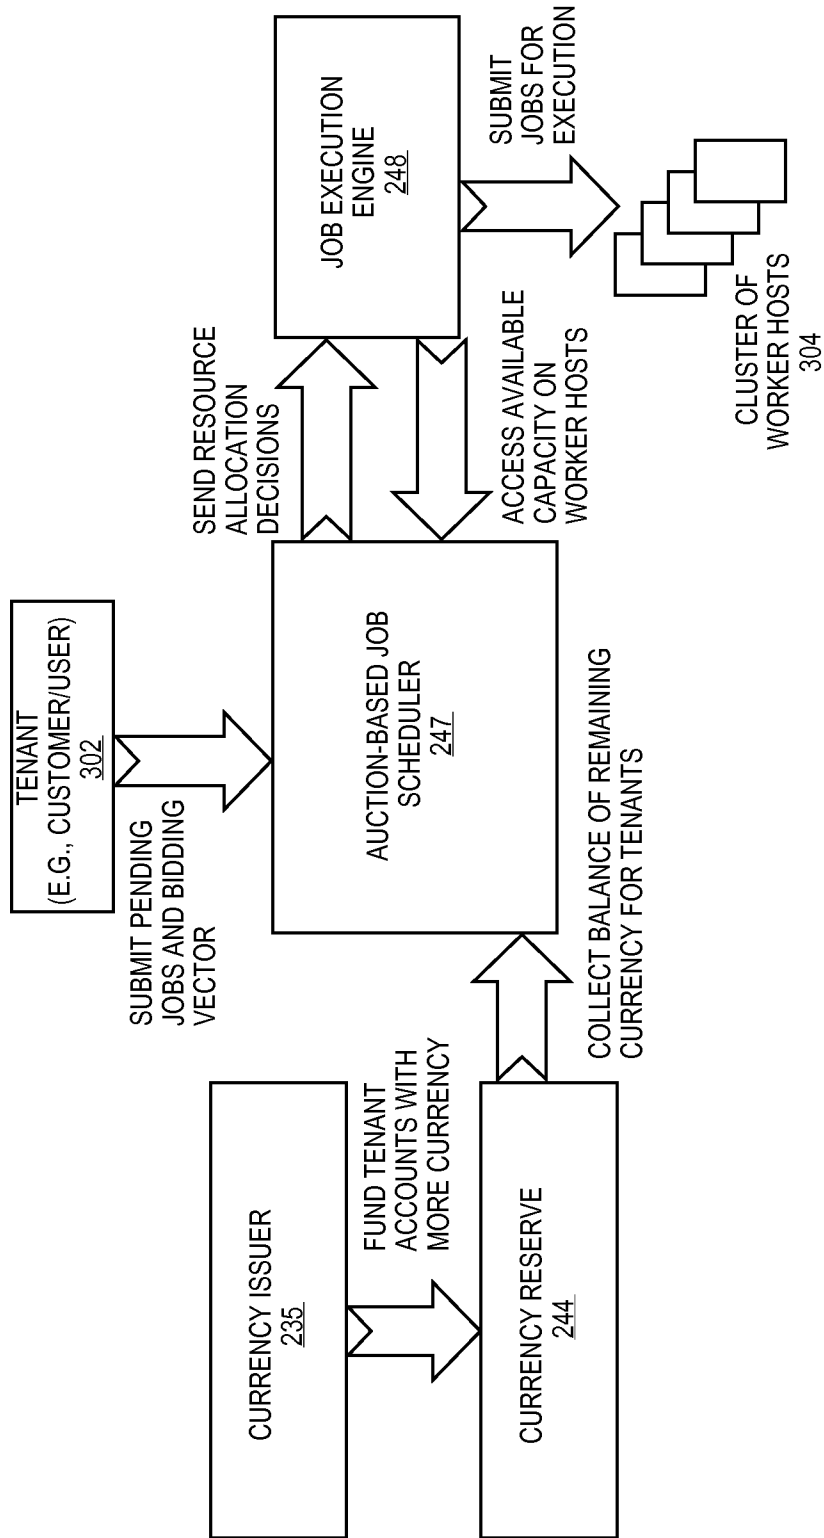 TENANT
(E.G., CUSTOMER/USER)
302
SUBMIT PENDING
JOBS AND BIDDING
VECTOR
CURRENCY ISSUER
235
FUND TENANT
ACCOUNTS WITH
MORE CURRENCY
CURRENCY RESERVE
244
COLLECT BALANCE OF REMAINING
CURRENCY FOR TENANTS
AUCTION-BASED JOB
SCHEDULER
247
SEND RESOURCE
ALLOCATION
DECISIONS
ACCESS AVAILABLE
CAPACITY ON
WORKER HOSTS
JOB EXECUTION
ENGINE
248
SUBMIT
JOBS FOR
EXECUTION
CLUSTER OF
WORKER HOSTS
304